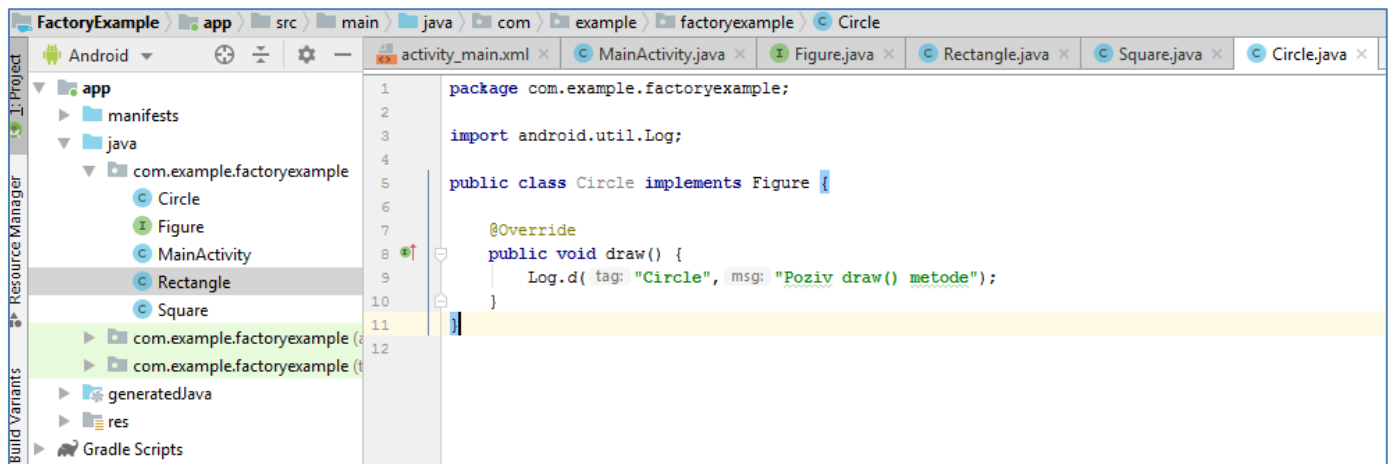 FactoryExample app src main java com example factoryexample Circle
Android
activity_main.xml MainActivity.java Figure.java Rectangle.java Square.java Circle.java
1: Project
Resource Manager
Build Variants
app
manifests
java
com.example.factoryexample
Circle
Figure
MainActivity
Rectangle
Square
com.example.factoryexample (
com.example.factoryexample (t
generatedJava
res
Gradle Scripts
1 package com.example.factoryexample;
2
3 import android.util.Log;
4
5 public class Circle implements Figure {
6
7 @Override
8 public void draw() {
9 Log.d( tag: "Circle", msg: "Poziv draw() metode");
10 }
11 }
12